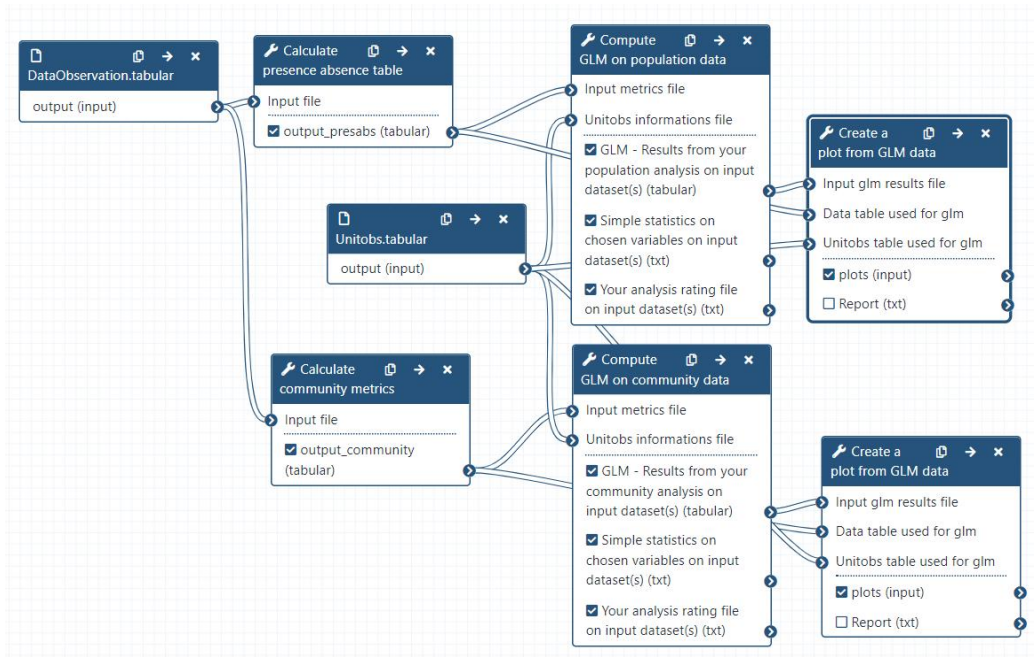 DataObservation.tabular
output (input)
Calculate
presence absence table
Input file
output_presabs (tabular)
Unitobs.tabular
output (input)
Calculate
community metrics
Input file
output_community
(tabular)
Compute
GLM on population data
Input metrics file
Unitobs informations file
GLM - Results from your
population analysis on input
dataset(s) (tabular)
Simple statistics on
chosen variables on input
dataset(s) (txt)
Your analysis rating file
on input dataset(s) (txt)
Compute
GLM on community data
Input metrics file
Unitobs informations file
GLM - Results from your
community analysis on
input dataset(s) (tabular)
Simple statistics on
chosen variables on input
dataset(s) (txt)
Your analysis rating file
on input dataset(s) (txt)
Create a
plot from GLM data
Input glm results file
Data table used for glm
Unitobs table used for glm
plots (input)
Report (txt)
Create a
plot from GLM data
Input glm results file
Data table used for glm
Unitobs table used for glm
plots (input)
Report (txt)